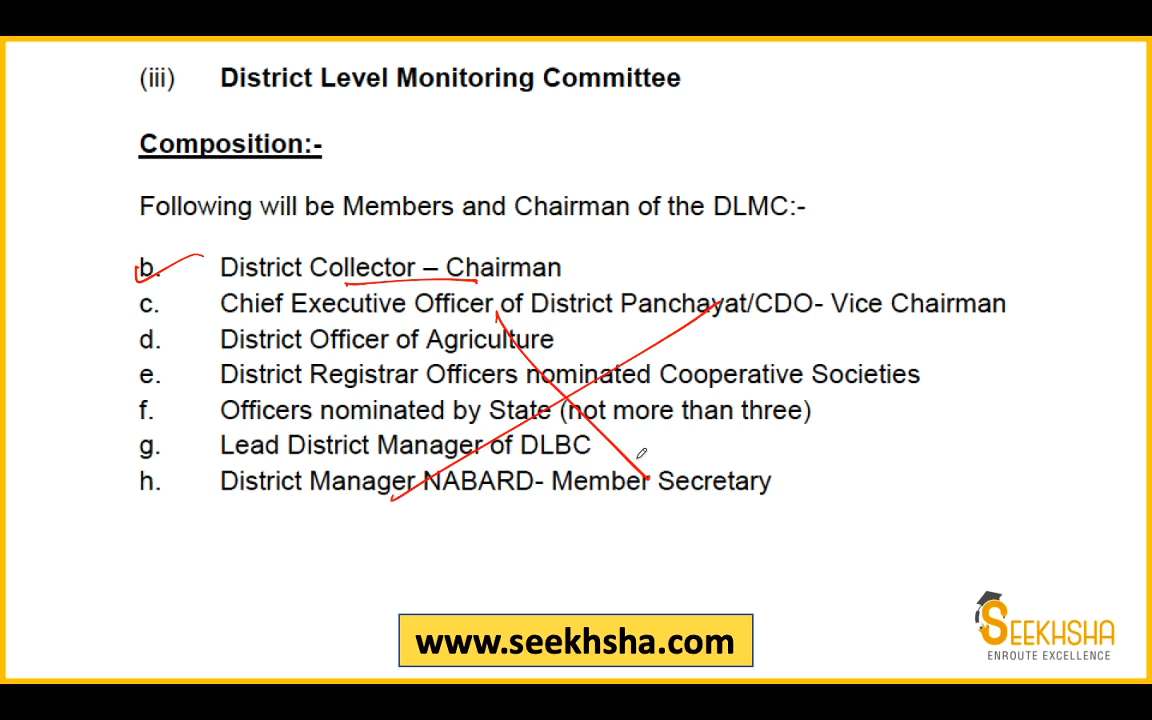 (iii) District Level Monitoring Committee
Composition:-
Following will be Members and Chairman of the DLMC:-
b. District Collector – Chairman
c. Chief Executive Officer of District Panchayat/CDO- Vice Chairman
d. District Officer of Agriculture
e. District Registrar Officers nominated Cooperative Societies
f. Officers nominated by State (not more than three)
g. Lead District Manager of DLBC
h. District Manager NABARD- Member Secretary
www.seekhsha.com
SEEKHSHA
ENROUTE EXCELLENCE